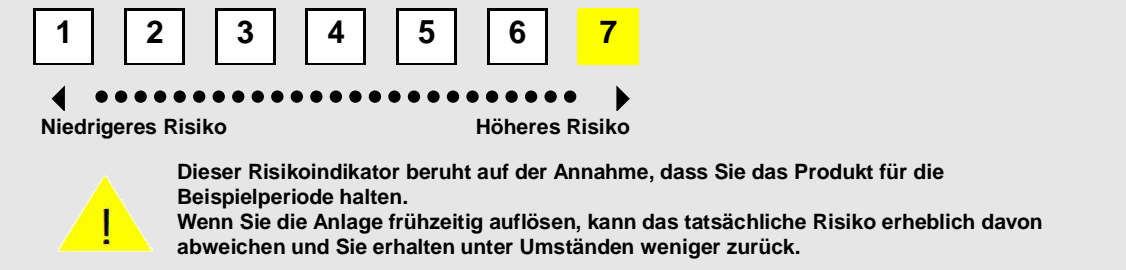 1 2 3 4 5 6 7
Niedrigeres Risiko Höheres Risiko
Dieser Risikoindikator beruht auf der Annahme, dass Sie das Produkt für die
Beispielperiode halten.
Wenn Sie die Anlage frühzeitig auflösen, kann das tatsächliche Risiko erheblich davon
abweichen und Sie erhalten unter Umständen weniger zurück.
!